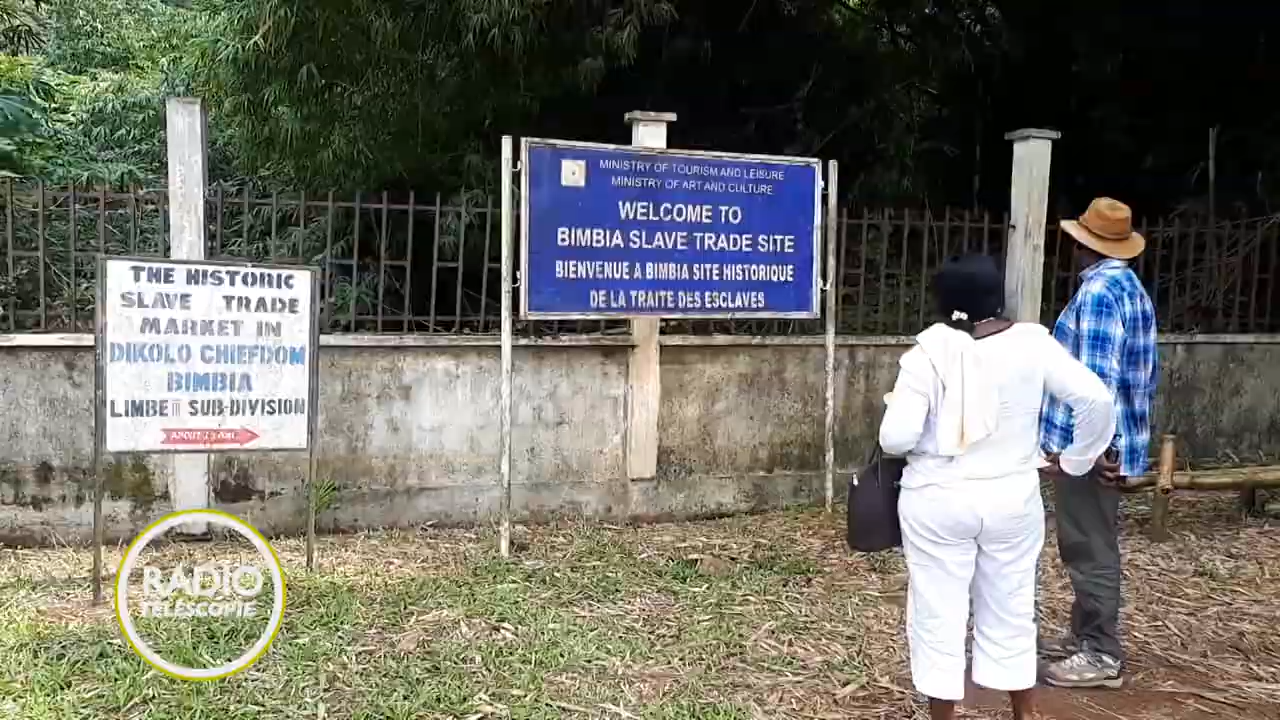 THE HISTORIC
SLAVE TRADE
MARKET IN
DIKOLO CHIEFDOM
BIMBIA
LIMBE SUB-DIVISION
MINISTRY OF TOURISM AND LEISURE
MINISTRY OF ART AND CULTURE
WELCOME TO
BIMBIA SLAVE TRADE SITE
BIENVENUE A BIMBIA SITE HISTORIQUE
DE LA TRAITE DES ESCLAVES
RADIO
TÉLESCOPIE